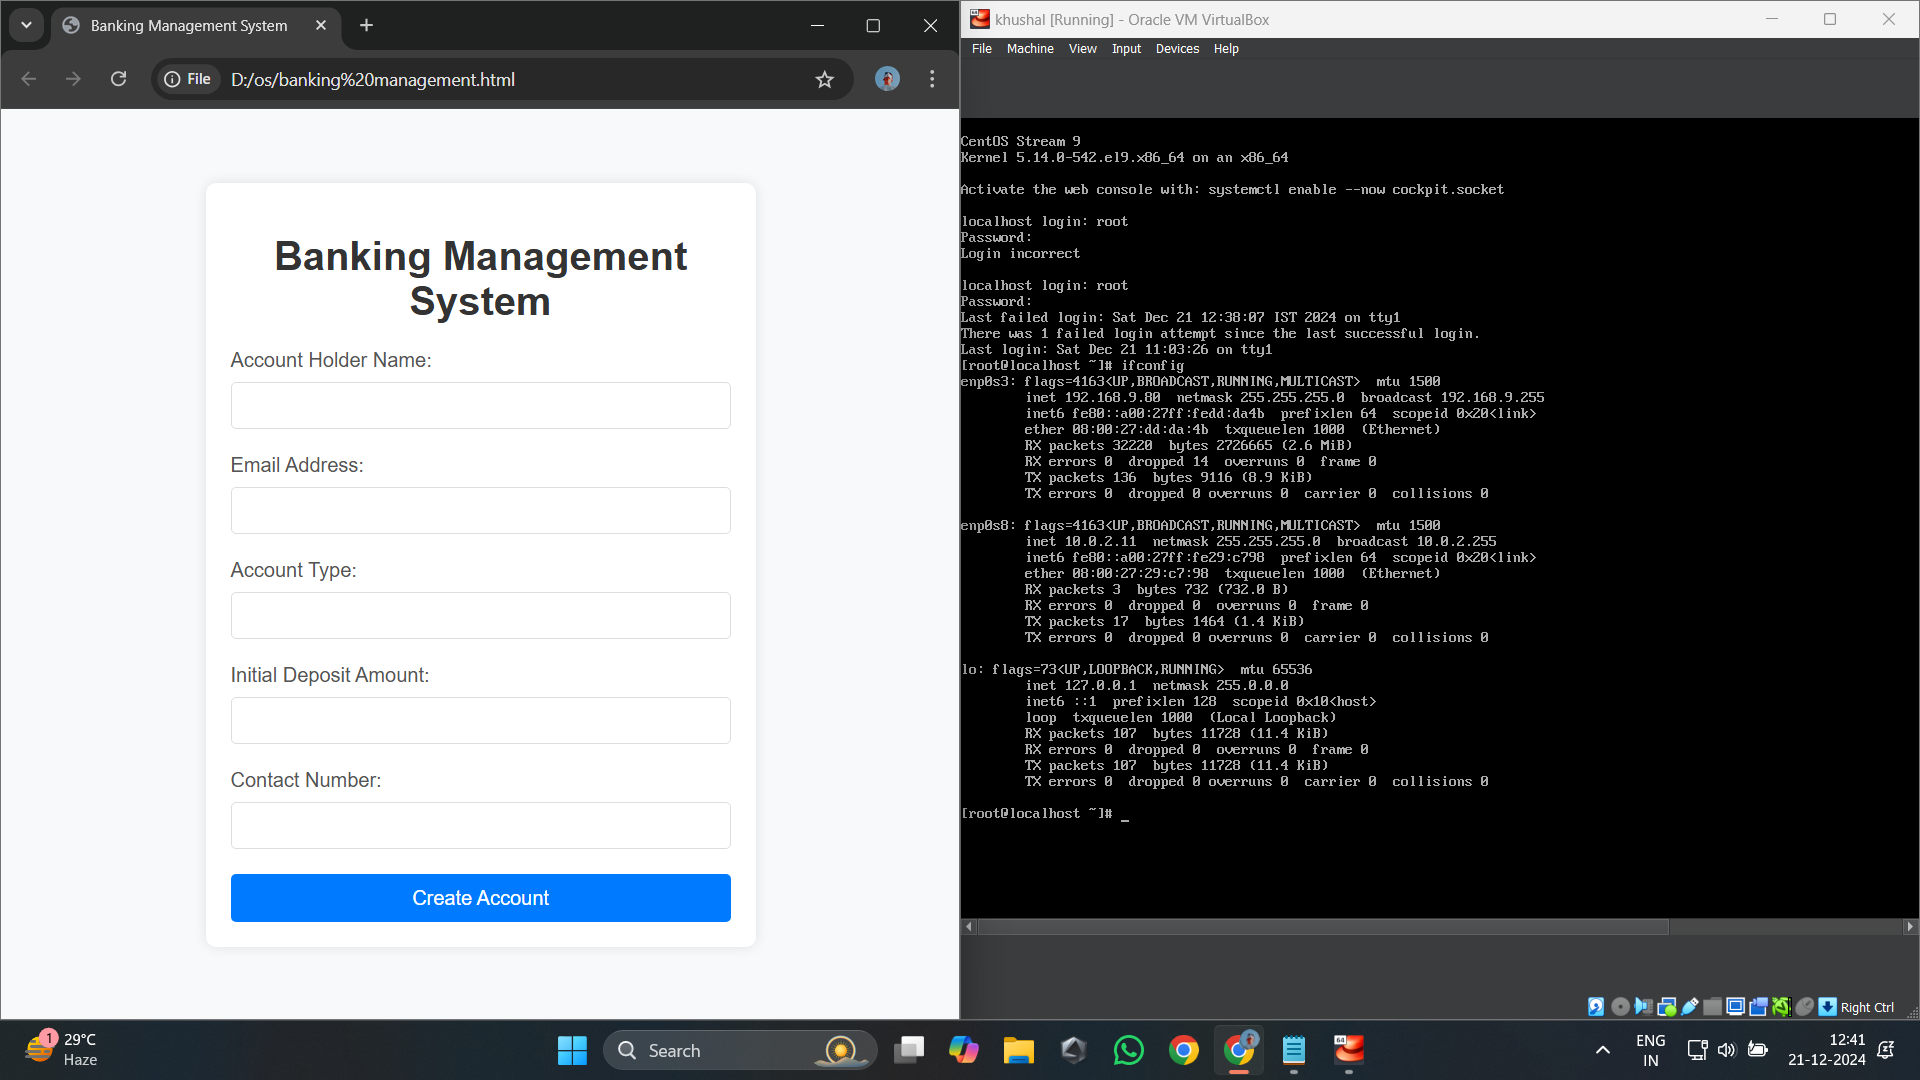 Banking Management System
File
D:/os/banking%20management.html
Banking Management
System
Account Holder Name:
Email Address:
Account Type:
Initial Deposit Amount:
Contact Number:
Create Account
khushal [Running] - Oracle VM VirtualBox
File Machine View Input Devices Help
CentOS Stream 9
Kernel 5.14.0-542.el9.x86_64 on an x86_64
Activate the web console with: systemctl enable --now cockpit.socket
localhost login: root
Password:
Login incorrect
localhost login: root
Password:
Last failed login: Sat Dec 21 12:38:07 IST 2024 on tty1
There was 1 failed login attempt since the last successful login.
Last login: Sat Dec 21 11:03:26 on tty1
[root@localhost ~]# ifconfig
enp0s3: flags=4163<UP,BROADCAST,RUNNING,MULTICAST>  mtu 1500
inet 192.168.9.80  netmask 255.255.255.0  broadcast 192.168.9.255
inet6 fe80::a00:27ff:fedd:da4b  prefixlen 64  scopeid 0x20<link>
ether 08:00:27:dd:da:4b  txqueuelen 1000  (Ethernet)
RX packets 32220  bytes 2726665 (2.6 MiB)
RX errors 0  dropped 14  overruns 0  frame 0
TX packets 136  bytes 9116 (8.9 KiB)
TX errors 0  dropped 0 overruns 0  carrier 0  collisions 0
enp0s8: flags=4163<UP,BROADCAST,RUNNING,MULTICAST>  mtu 1500
inet 10.0.2.11  netmask 255.255.255.0  broadcast 10.0.2.255
inet6 fe80::a00:27ff:fe29:c798  prefixlen 64  scopeid 0x20<link>
ether 08:00:27:29:c7:98  txqueuelen 1000  (Ethernet)
RX packets 3  bytes 732 (732.0 B)
RX errors 0  dropped 0  overruns 0  frame 0
TX packets 17  bytes 1464 (1.4 KiB)
TX errors 0  dropped 0 overruns 0  carrier 0  collisions 0
lo: flags=73<UP,LOOPBACK,RUNNING>  mtu 65536
inet 127.0.0.1  netmask 255.0.0.0
inet6 ::1  prefixlen 128  scopeid 0x10<host>
loop  txqueuelen 1000  (Local Loopback)
RX packets 107  bytes 11728 (11.4 KiB)
RX errors 0  dropped 0  overruns 0  frame 0
TX packets 107  bytes 11728 (11.4 KiB)
TX errors 0  dropped 0 overruns 0  carrier 0  collisions 0
[root@localhost ~]# _
Right Ctrl
1
29°C
Haze
Search
64
ENG
IN
12:41
21-12-2024